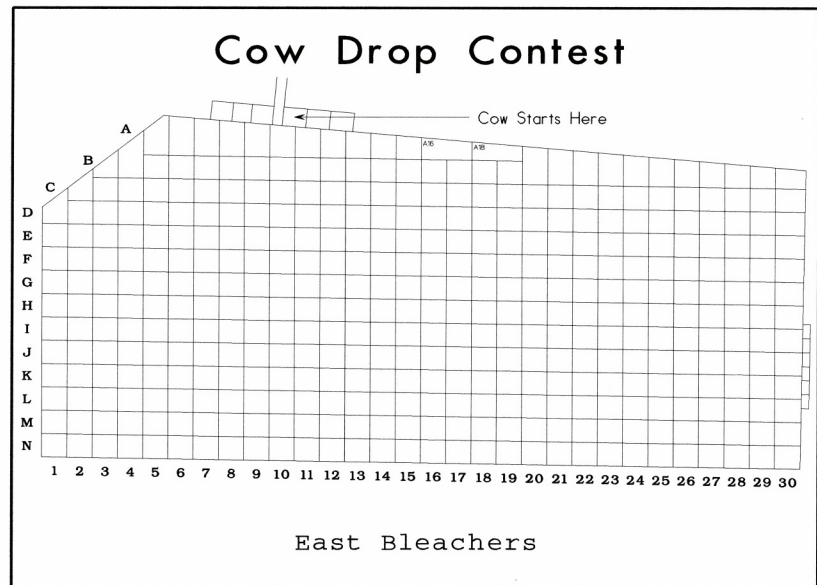 Cow Drop Contest
Cow Starts Here
A
A16 A18
B
C
D
E
F
G
H
I
J
K
L
M
N
1 2 3 4 5 6 7 8 9 10 11 12 13 14 15 16 17 18 19 20 21 22 23 24 25 26 27 28 29 30
East Bleachers